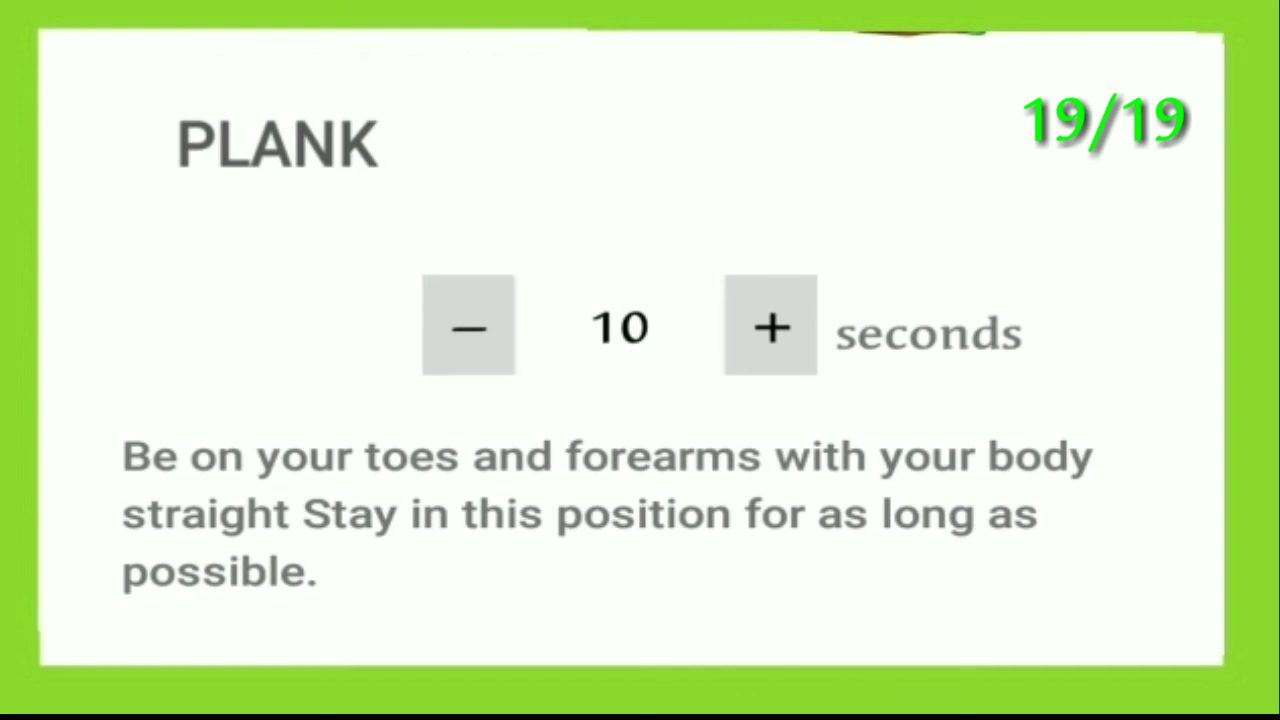 PLANK
19/19
– 10 + seconds
Be on your toes and forearms with your body
straight Stay in this position for as long as
possible.